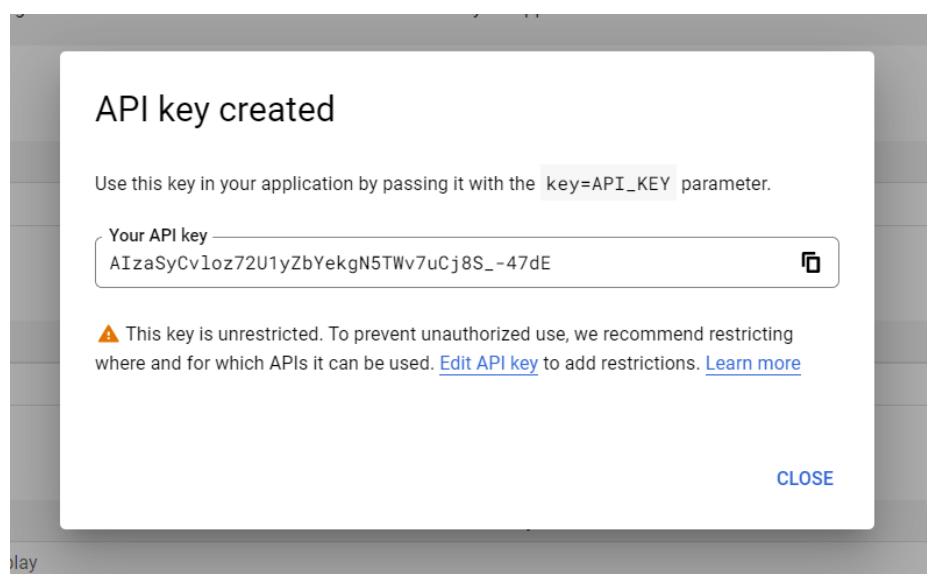 API key created
Use this key in your application by passing it with the key=API_KEY parameter.
Your API key
AIzaSyCvloz72U1yZbYekgN5TWv7uCj8S_-47dE
This key is unrestricted. To prevent unauthorized use, we recommend restricting
where and for which APIs it can be used. Edit API key to add restrictions. Learn more
CLOSE